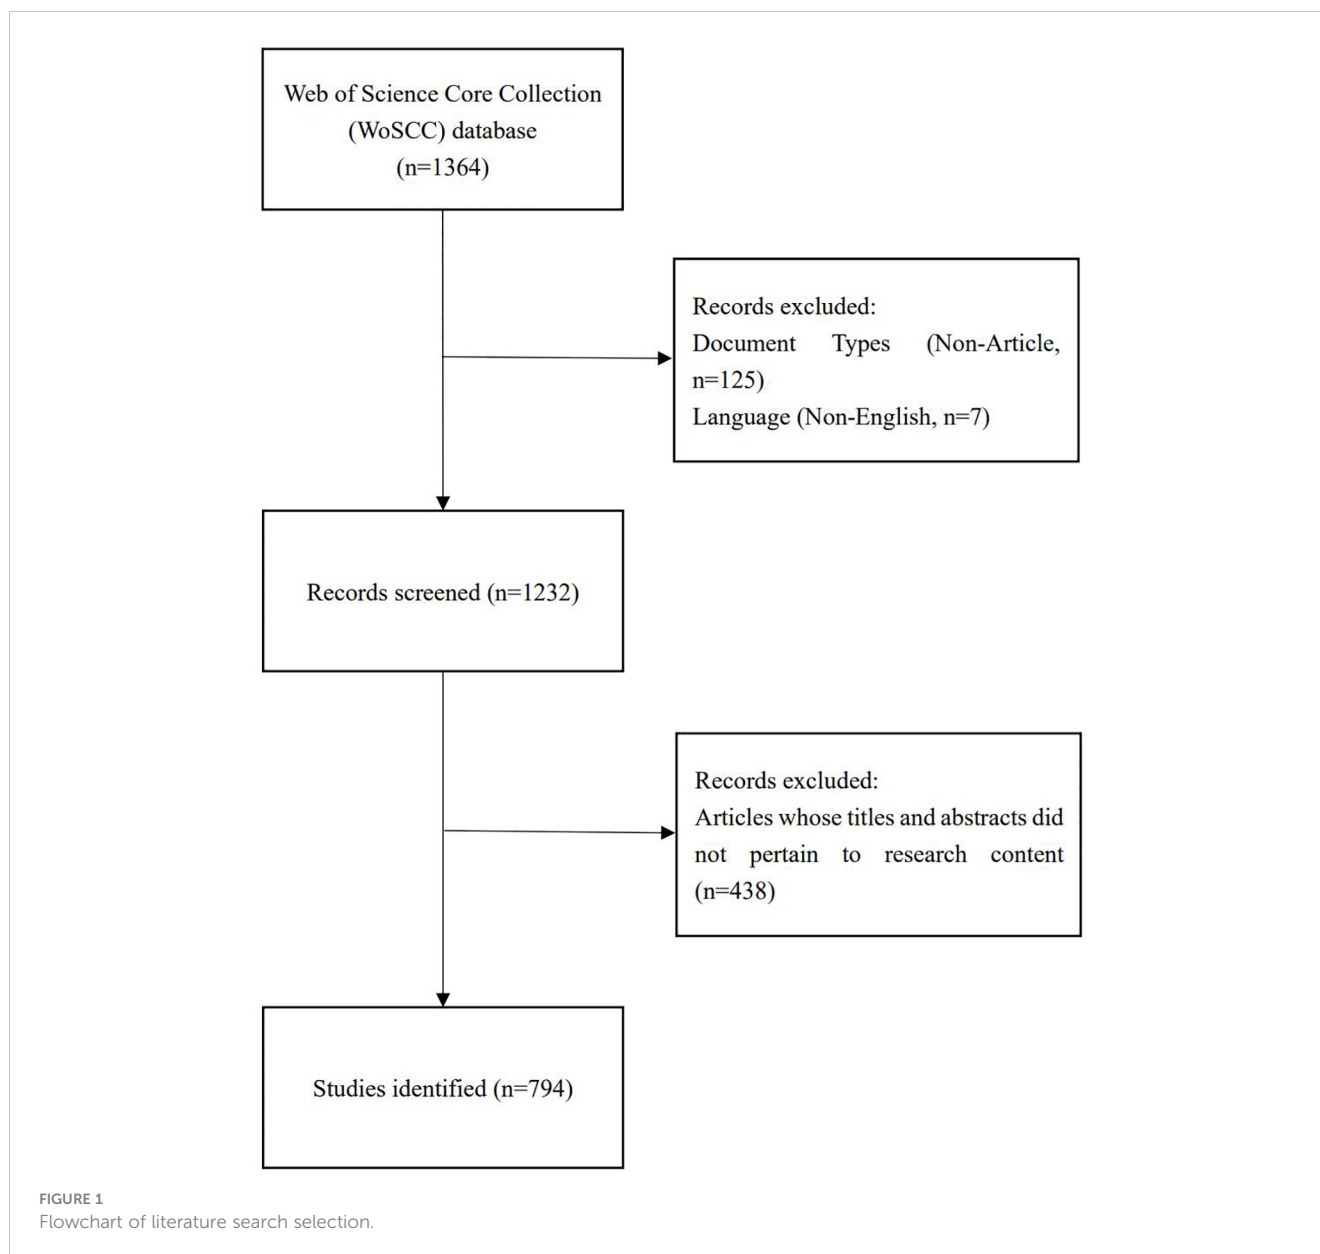 Web of Science Core Collection
(WoSCC) database
(n=1364)
Records excluded:
Document Types (Non-Article,
n=125)
Language (Non-English, n=7)
Records screened (n=1232)
Records excluded:
Articles whose titles and abstracts did
not pertain to research content
(n=438)
Studies identified (n=794)
FIGURE 1
Flowchart of literature search selection.